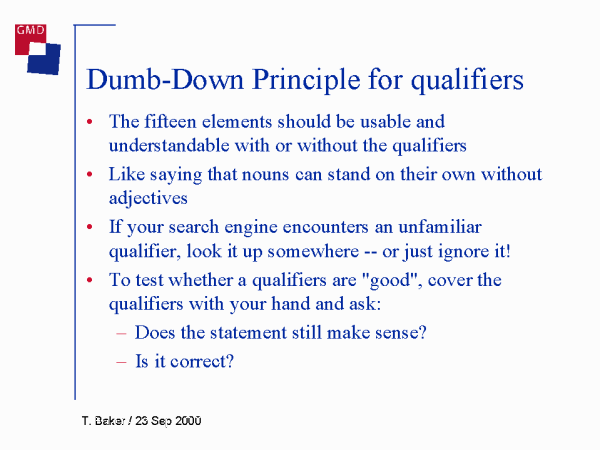 GMD
Dumb-Down Principle for qualifiers
• The fifteen elements should be usable and
understandable with or without the qualifiers
• Like saying that nouns can stand on their own without
adjectives
• If your search engine encounters an unfamiliar
qualifier, look it up somewhere -- or just ignore it!
• To test whether a qualifiers are "good", cover the
qualifiers with your hand and ask:
– Does the statement still make sense?
– Is it correct?
T. Baker / 23 Sep 2000